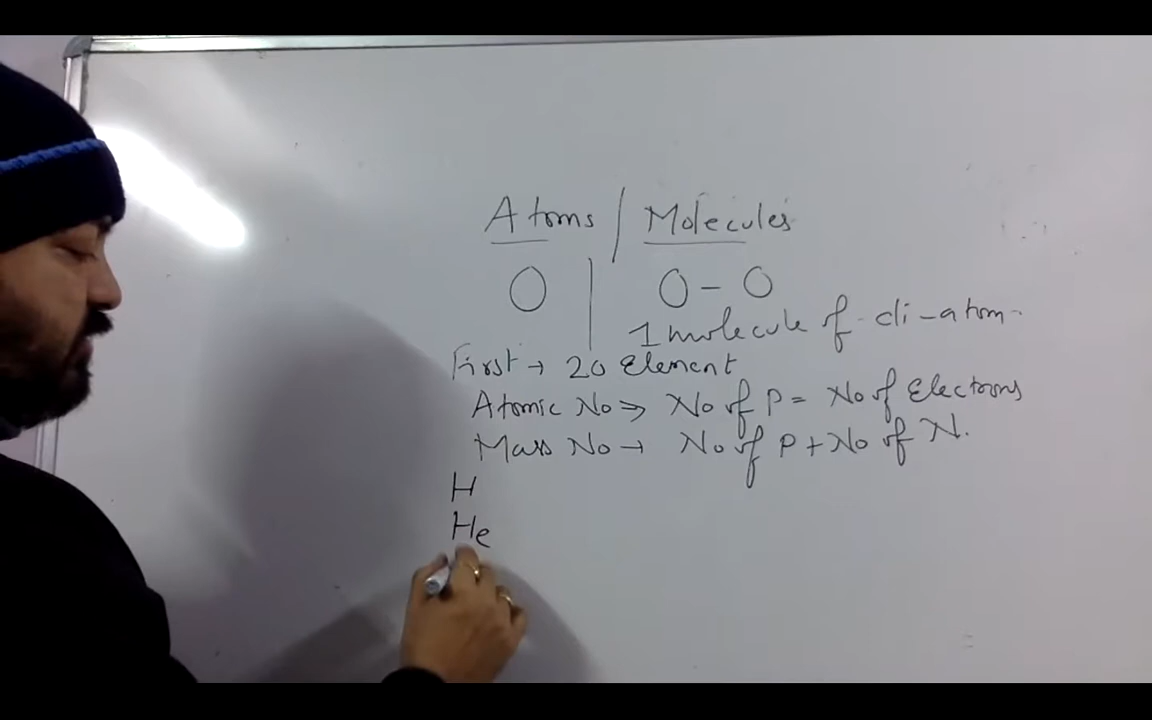 Atoms / Molecules
O | O - O
1 molecule of di-atom.
First → 20 Element
Atomic No ⇒ No of P = No of Electrons
Mass No → No of P + No of N.
H
He